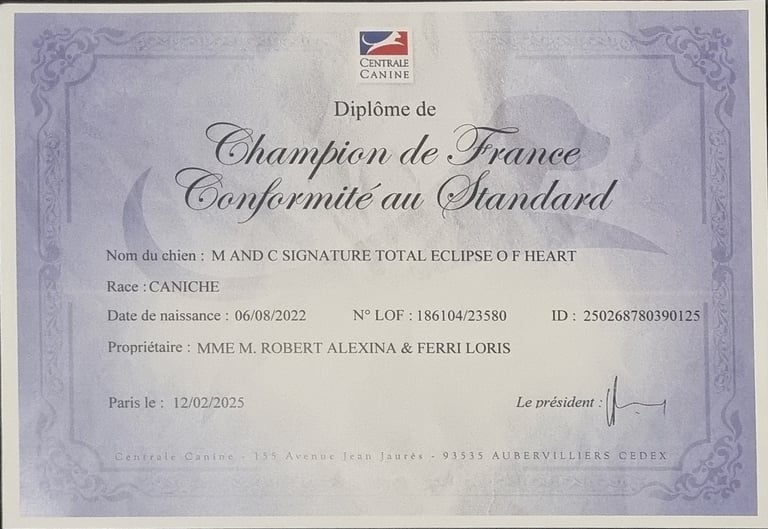 CENTRALE
CANINE
Diplôme de
Champion de France
Conformité au Standard
Nom du chien : M AND C SIGNATURE TOTAL ECLIPSE O F HEART
Race : CANICHE
Date de naissance : 06/08/2022 N° LOF : 186104/23580 ID : 250268780390125
Propriétaire : MME M. ROBERT ALEXINA & FERRI LORIS
Paris le : 12/02/2025 Le président :
Centrale Canine - 155 Avenue Jean Jaurès - 93535 AUBERVILLIERS CEDEX